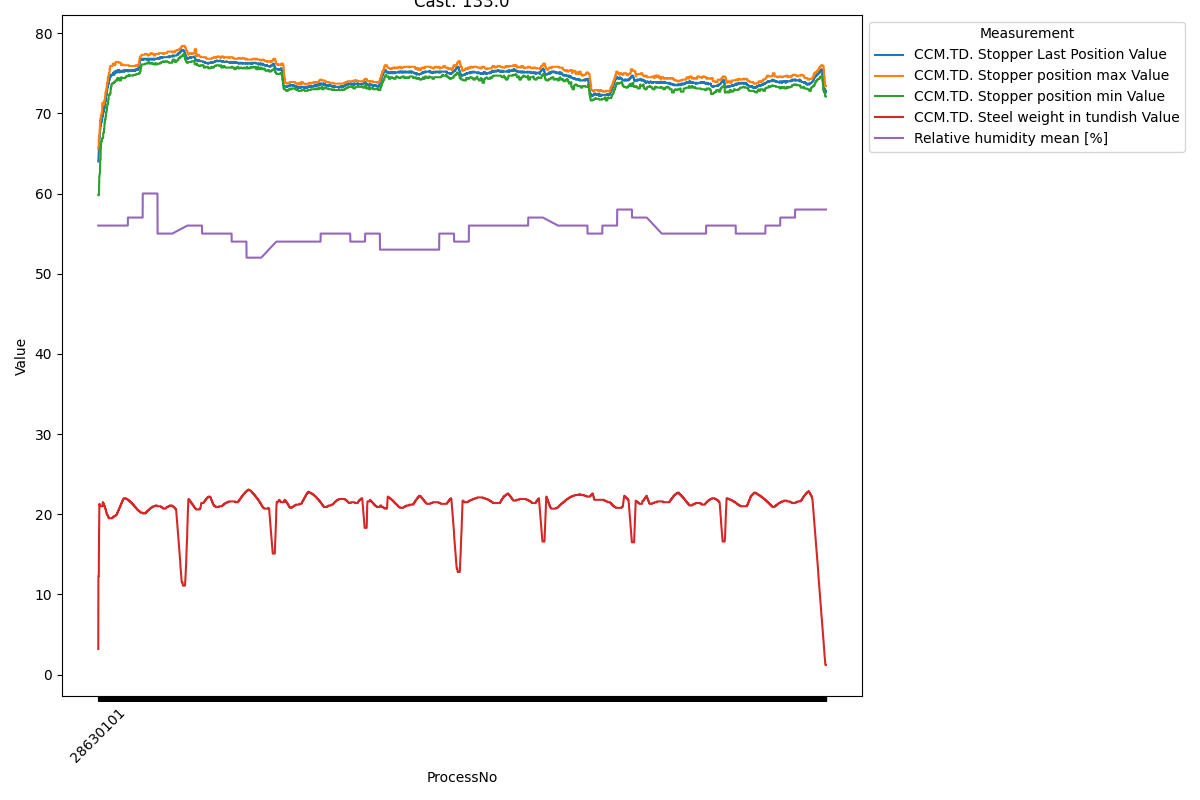 Cast: 133.0
Measurement
CCM.TD. Stopper Last Position Value
CCM.TD. Stopper position max Value
CCM.TD. Stopper position min Value
CCM.TD. Steel weight in tundish Value
Relative humidity mean [%]
80
70
60
50
40
30
20
10
0
Value
28630101
ProcessNo